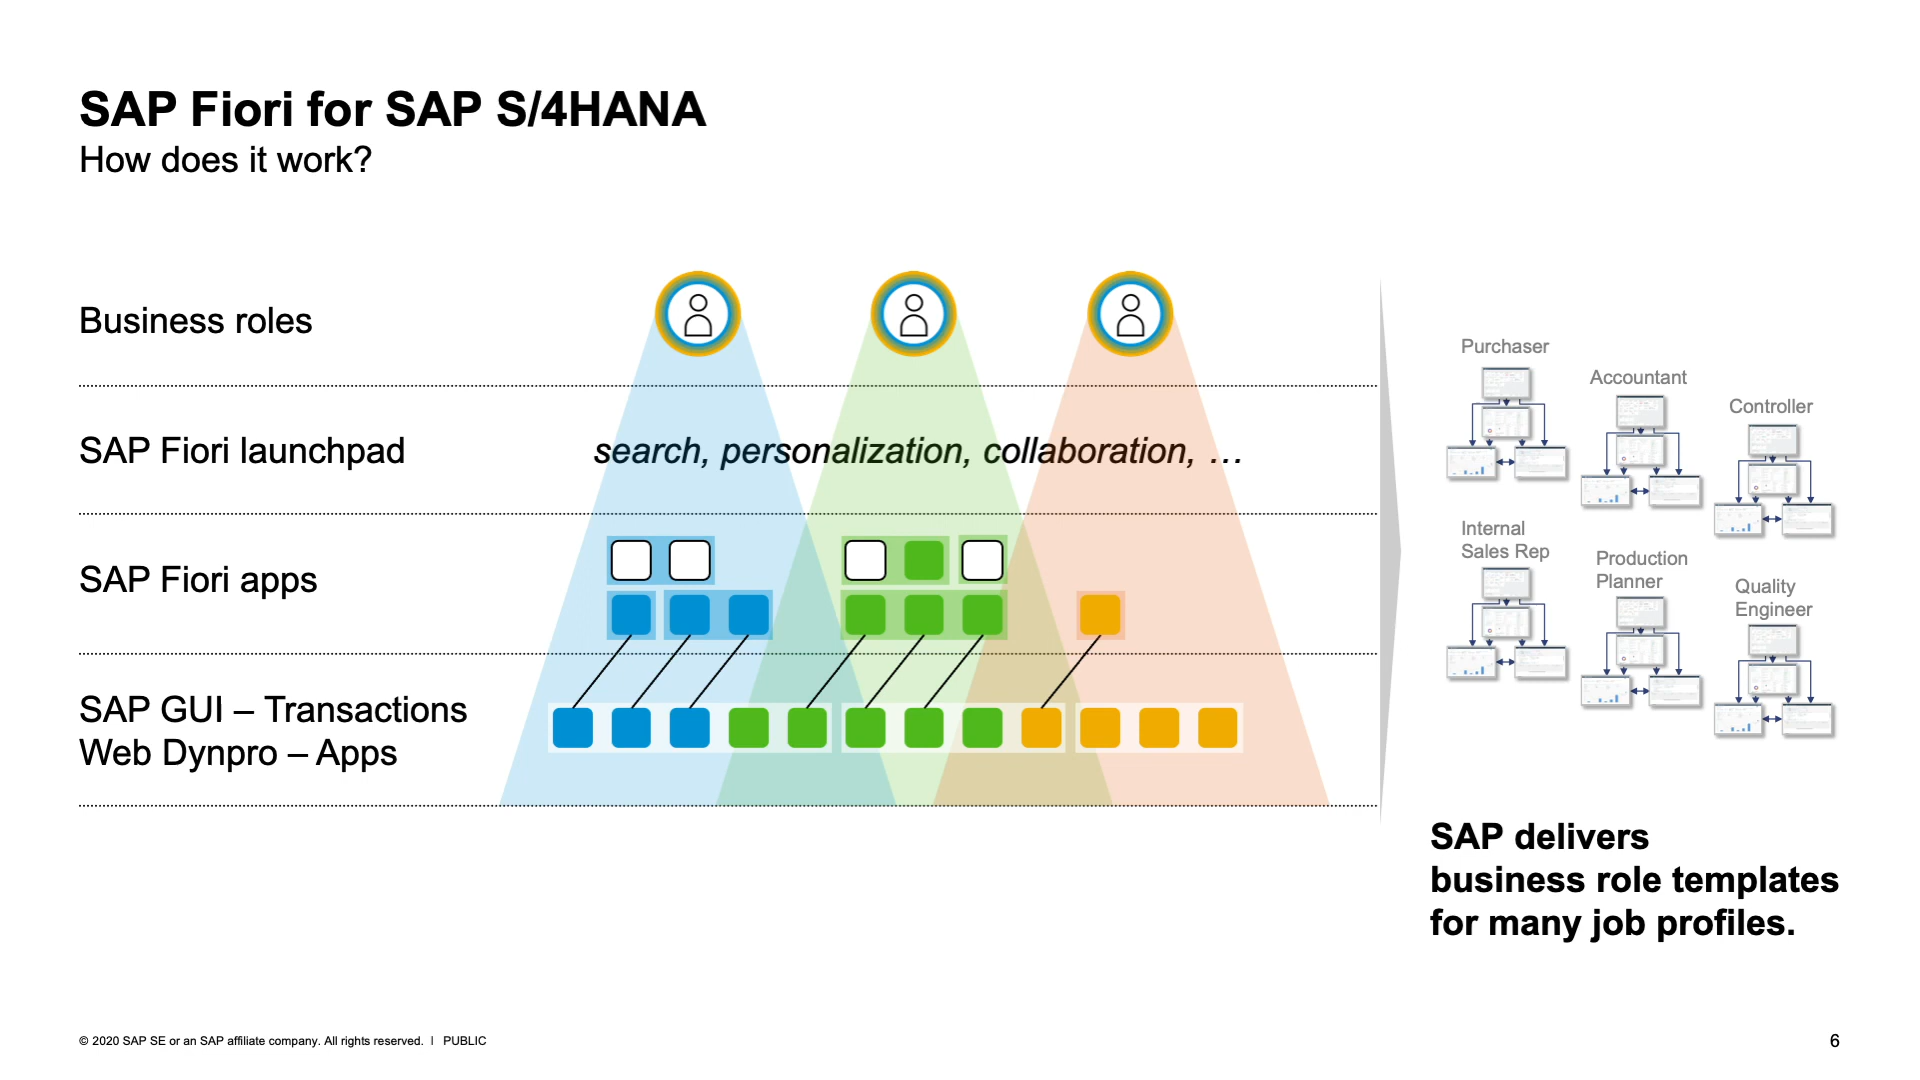 SAP Fiori for SAP S/4HANA
How does it work?
Business roles
SAP Fiori launchpad
search, personalization, collaboration, …
SAP Fiori apps
SAP GUI – Transactions
Web Dynpro – Apps
Purchaser
Accountant
Controller
Internal
Sales Rep
Production
Planner
Quality
Engineer
SAP delivers
business role templates
for many job profiles.
© 2020 SAP SE or an SAP affiliate company. All rights reserved. | PUBLIC
6